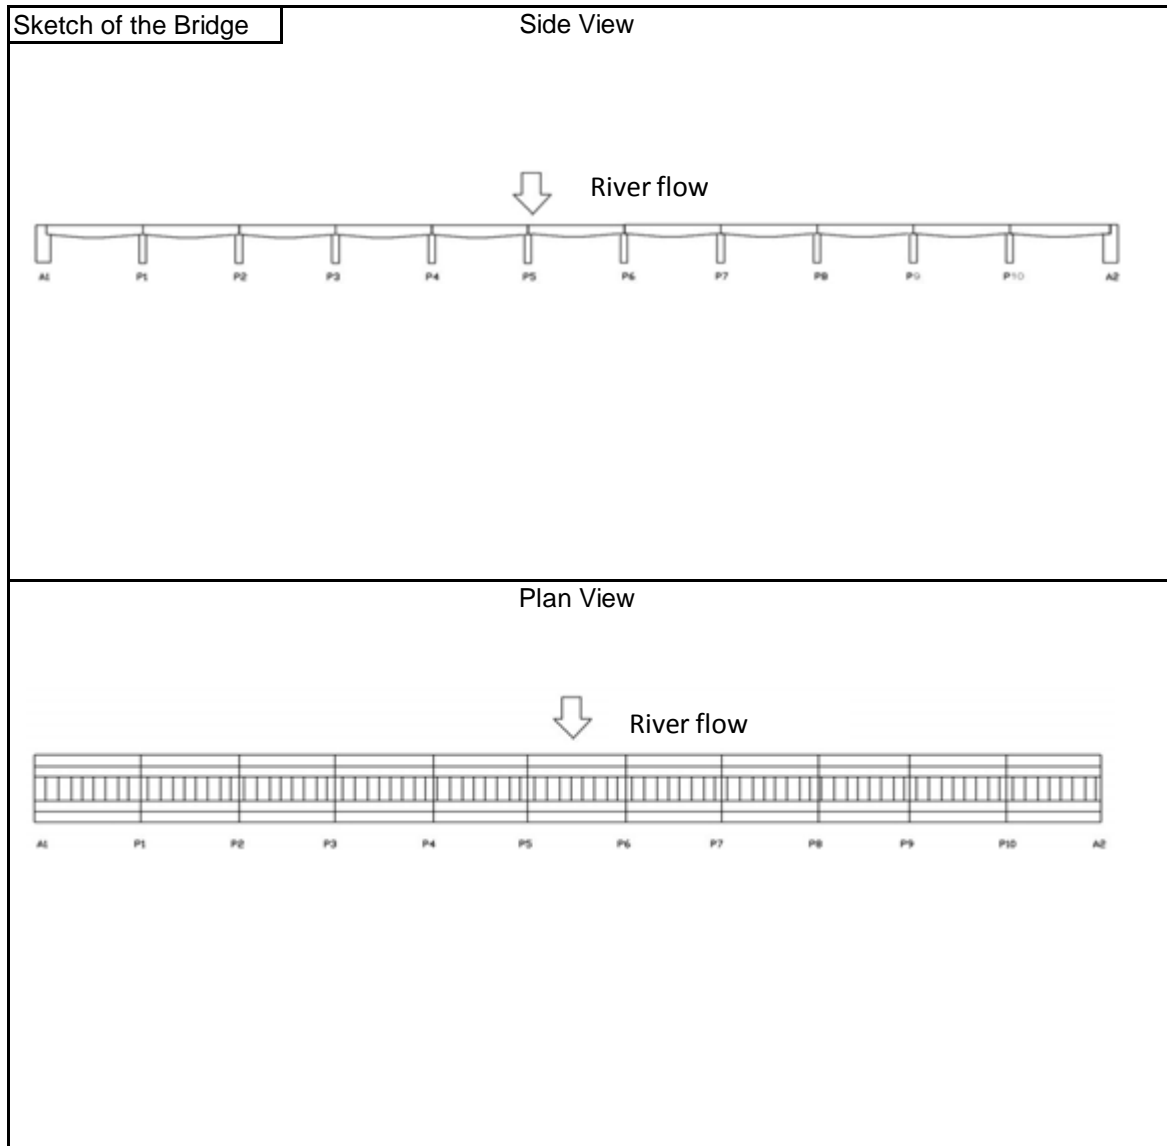 Sketch of the Bridge
Side View
River flow
A1 P1 P2 P3 P4 P5 P6 P7 P8 P9 P10 A2
Plan View
River flow
A1 P1 P2 P3 P4 P5 P6 P7 P8 P9 P10 A2